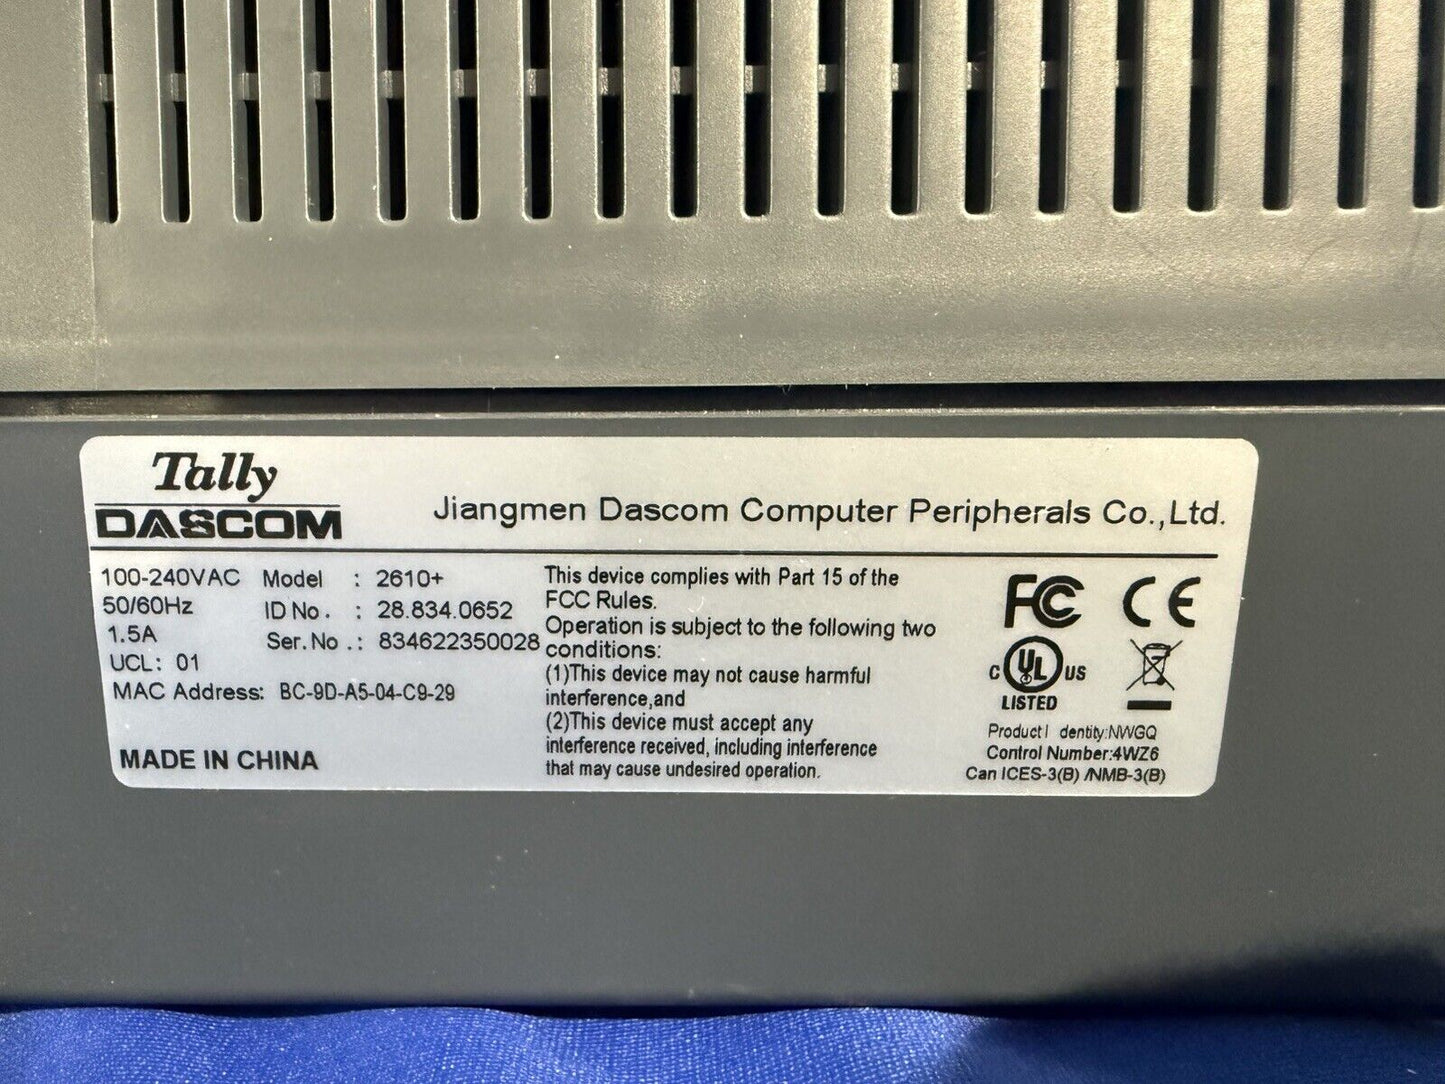 Tally
DASCOM
Jiangmen Dascom Computer Peripherals Co.,Ltd.
100-240VAC
50/60Hz
1.5A
UCL: 01
Model : 2610+
ID No. : 28.834.0652
Ser.No.: 834622350028
MAC Address: BC-9D-A5-04-C9-29
MADE IN CHINA
This device complies with Part 15 of the
FCC Rules.
Operation is subject to the following two
conditions:
(1)This device may not cause harmful
interference,and
(2)This device must accept any
interference received, including interference
that may cause undesired operation.
FC CE
C UL US
LISTED
Product I dentity:NWGQ
Control Number:4WZ6
Can ICES-3(B) /NMB-3(B)